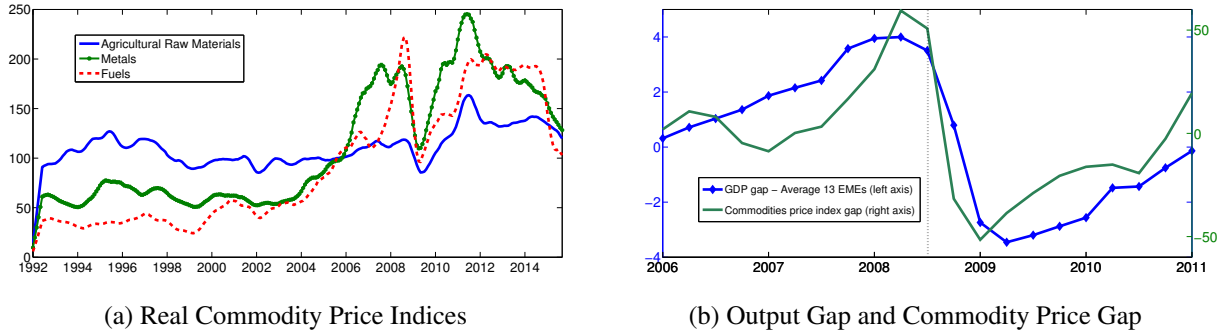 250
200
150
100
50
0
Agricultural Raw Materials
Metals
Fuels
1992 1994 1996 1998 2000 2002 2004 2006 2008 2010 2012 2014
(a) Real Commodity Price Indices
4
2
0
−2
−4
50
0
−50
GDP gap − Average 13 EMEs (left axis)
Commodities price index gap (right axis)
2006 2007 2008 2009 2010 2011
(b) Output Gap and Commodity Price Gap